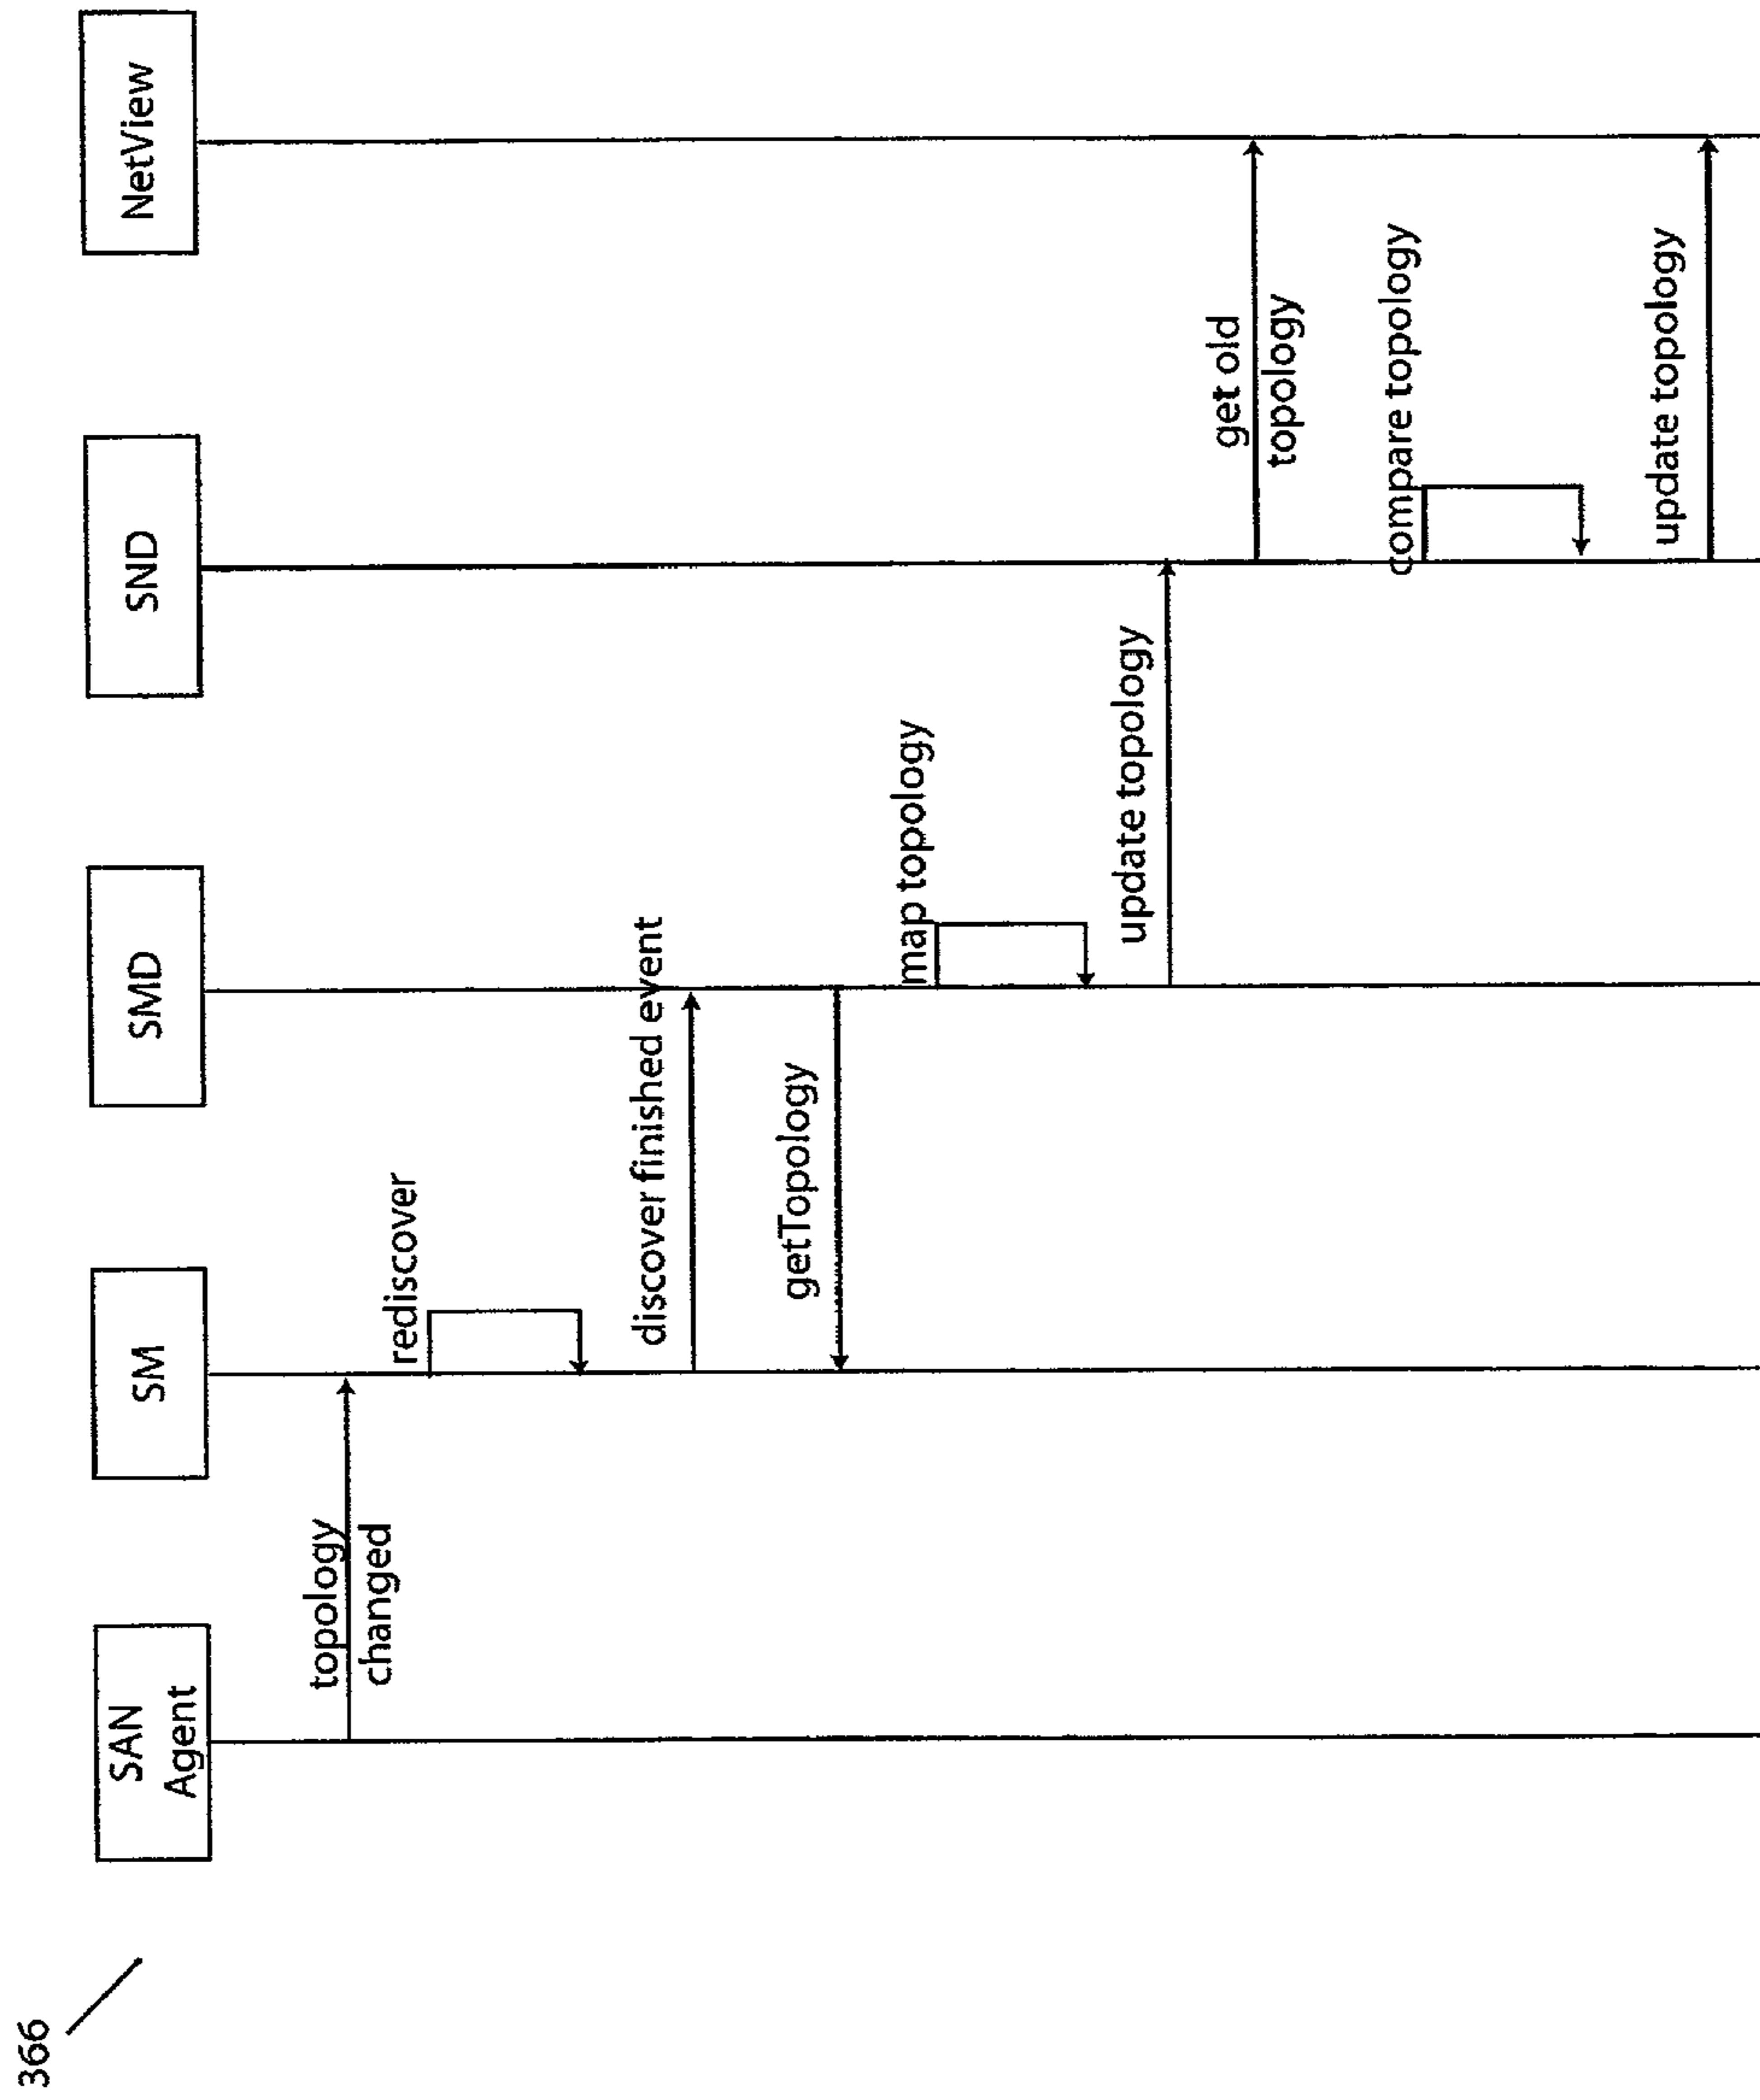 366
SAN
Agent
SM
SMD
SND
NetView
topology
changed
rediscover
discover finished event
getTopology
map topology
update topology
get old
topology
compare topology
update topology